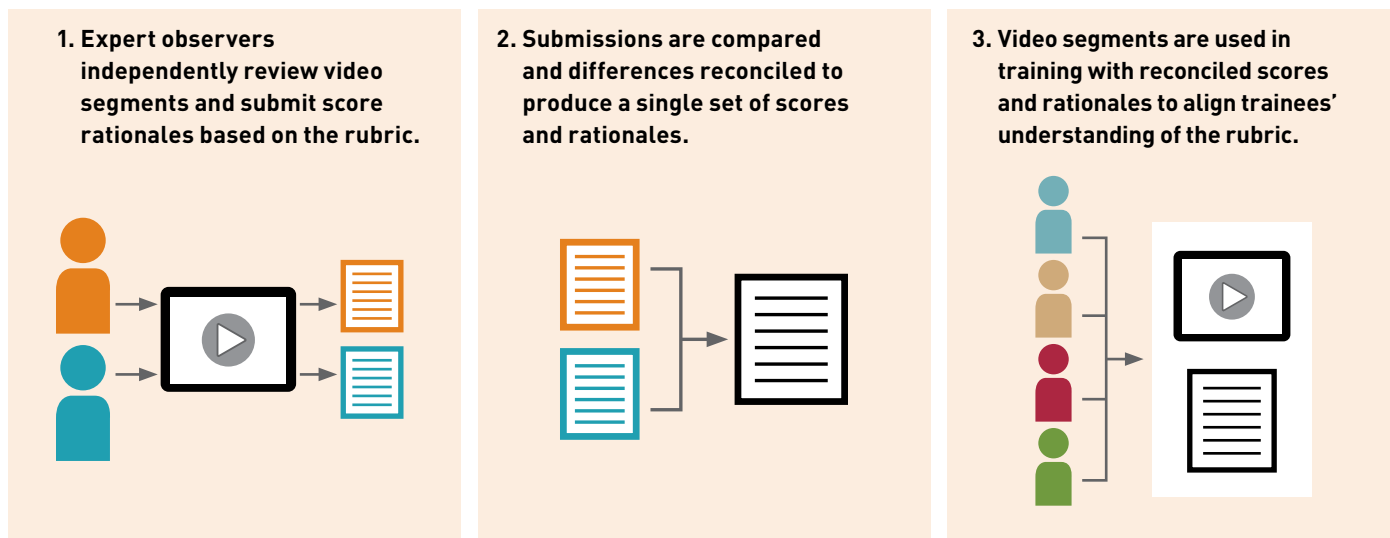 1. Expert observers
independently review video
segments and submit score
rationales based on the rubric.
2. Submissions are compared
and differences reconciled to
produce a single set of scores
and rationales.
3. Video segments are used in
training with reconciled scores
and rationales to align trainees’
understanding of the rubric.